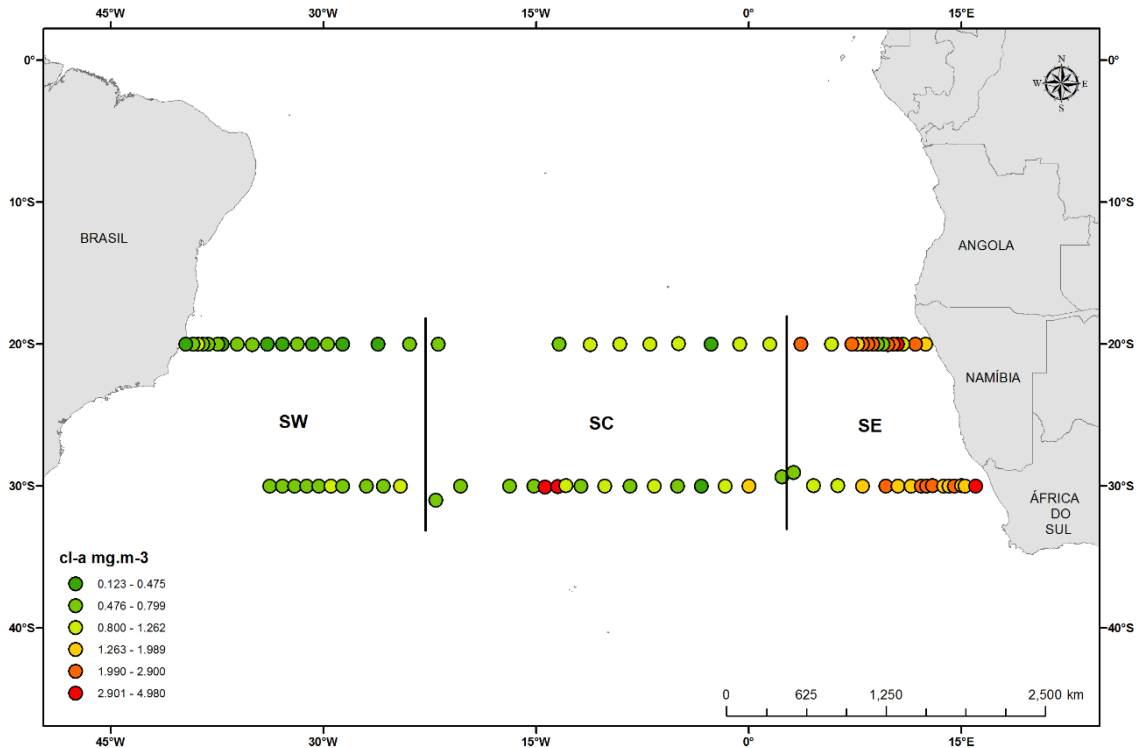 45°W 30°W 15°W 0° 15°E
0° 0°
N
W E
S
10°S 10°S
BRASIL
ANGOLA
20°S 20°S
NAMÍBIA
SW SC SE
30°S 30°S
ÁFRICA
DO
SUL
cl-a mg.m-3
0.123 - 0.475
0.476 - 0.799
0.800 - 1.262
1.263 - 1.989
1.990 - 2.900
2.901 - 4.980
40°S 40°S
0 625 1,250 2,500 km
45°W 30°W 15°W 0° 15°E